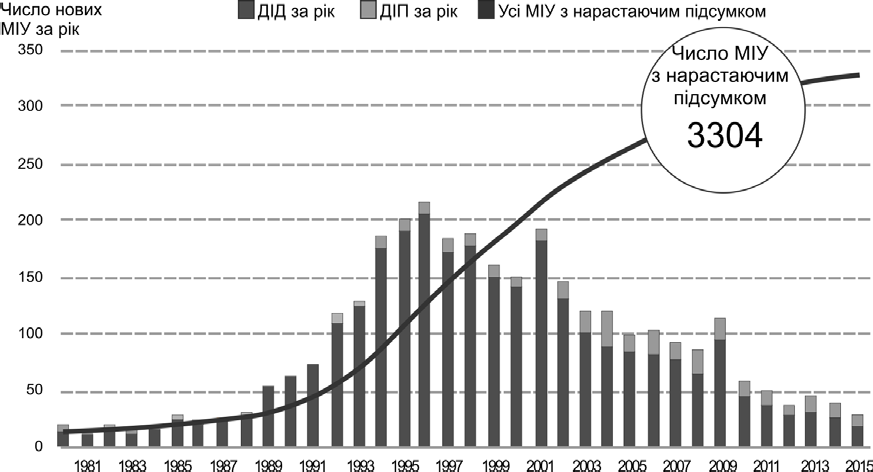 Число нових
МІУ за рік
ДІД за рік
ДІП за рік
Усі МІУ з нарастаючим підсумком
350
300
250
200
150
100
50
0
Число МІУ
з нарастаючим
підсумком
3304
1981 1983 1985 1987 1989 1991 1993 1995 1997 1999 2001 2003 2005 2007 2009 2011 2013 2015